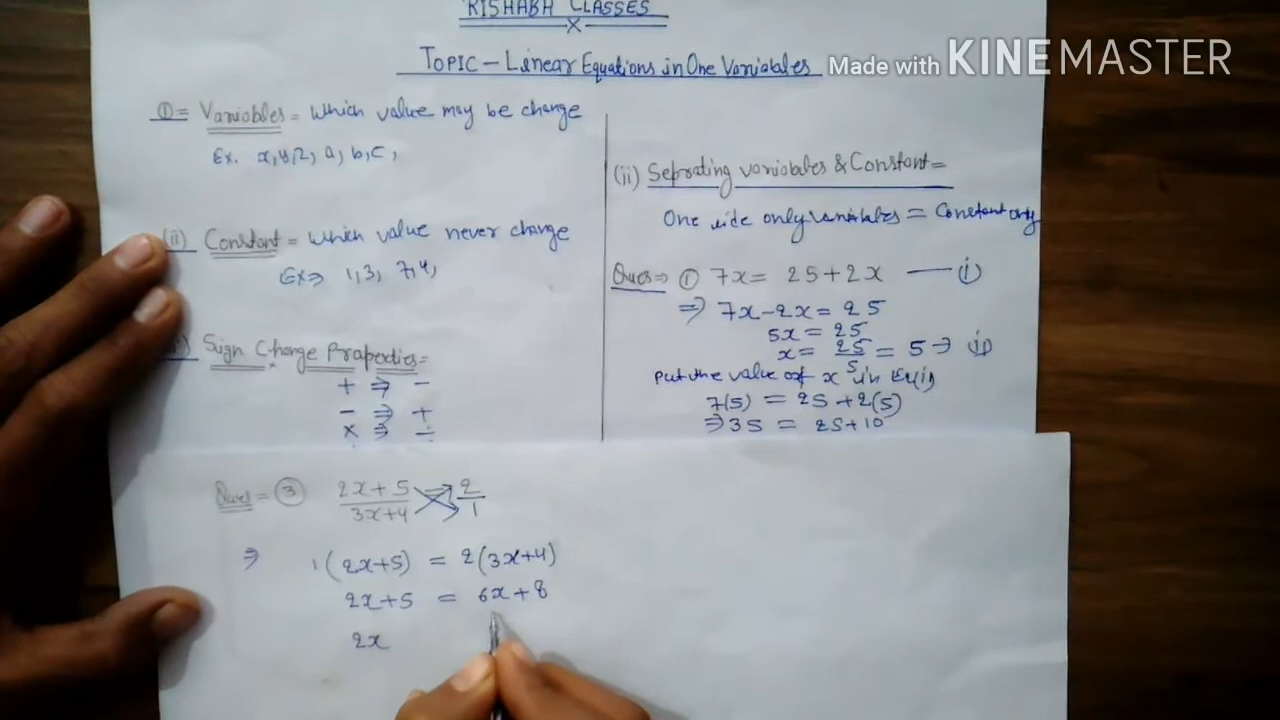 RISHABH CLASSES
X
TOPIC - Linear Equations in One Variables
Made with KINEMASTER
① = Variables = Which value may be change
Ex. x, y, z, a, b, c,
(ii) Constant = which value never change
Ex ⇒ 1, 3, 7, 4,
Sign Change Properties =
+ ⇒ -
- ⇒ +
× ⇒ ÷
(ii) Seprating variables & Constant =
One side only variables = Constant only
Ques ⇒ ① 7x = 25 + 2x — (i)
⇒ 7x - 2x = 25
5x = 25
x = 25/5 = 5 ⇒ (ii)
Put the value of x in Eq (i)
7(5) = 25 + 2(5)
⇒ 35 = 25 + 10
Ques = ③ (2x + 5)/(3x + 4) = 2/1
⇒ 1(2x+5) = 2(3x+4)
2x+5 = 6x + 8
2x